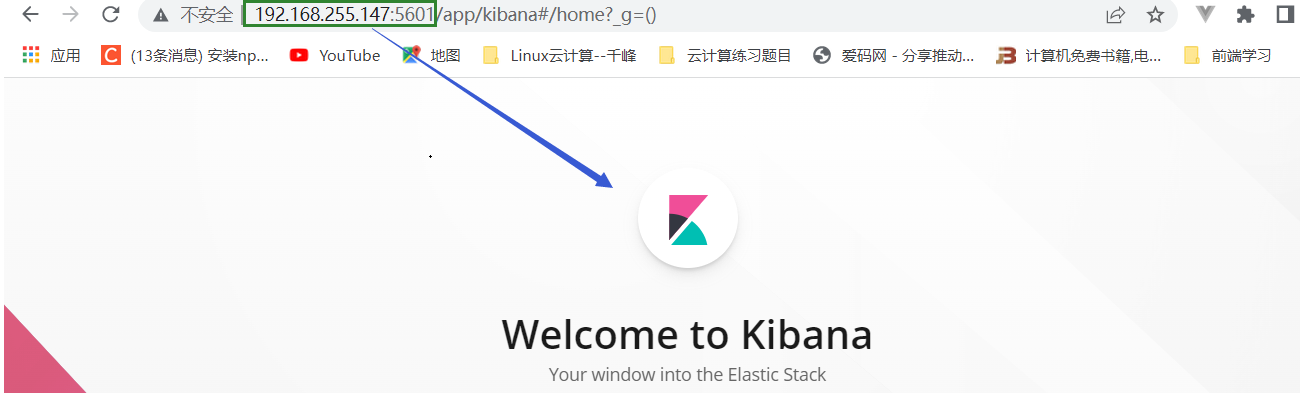 不安全 192.168.255.147:5601/app/kibana#/home?_g=()
应用 (13条消息) 安装np... YouTube 地图 Linux云计算--千峰 云计算练习题目 爱码网 - 分享推动... 计算机免费书籍,电... 前端学习
Welcome to Kibana
Your window into the Elastic Stack